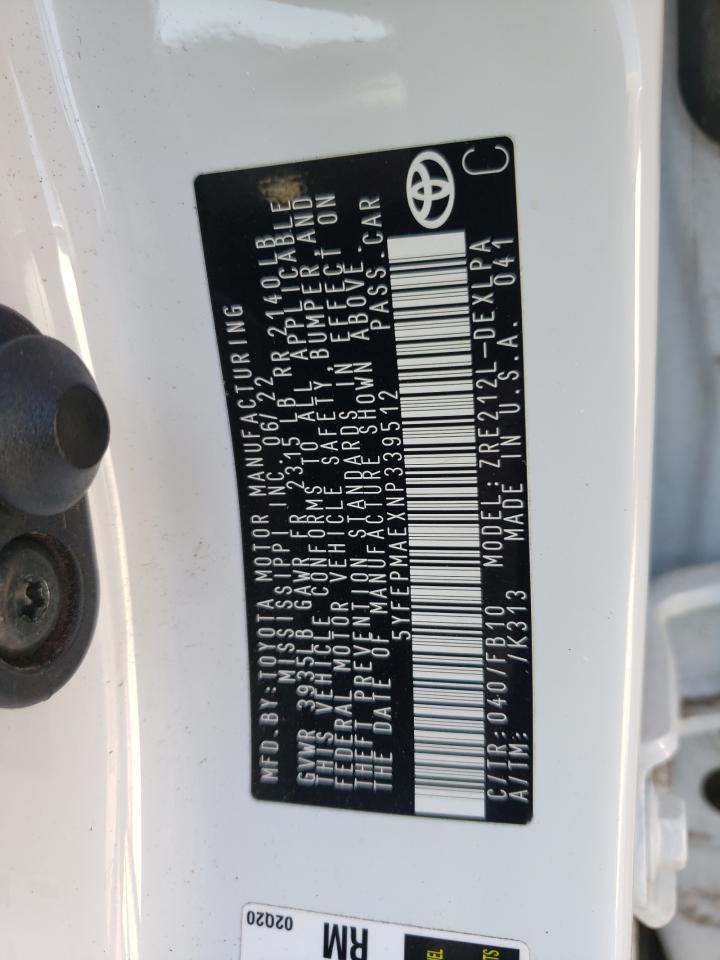 MFD.BY:TOYOTA MOTOR MANUFACTURING
MISSISSIPPI INC. 06/22
GVWR 3935LB GAWR FR 2315 LB RR 2140LB
THIS VEHICLE CONFORMS TO ALL APPLICABLE
FEDERAL MOTOR VEHICLE SAFETY,BUMPER,AND
THEFT PREVENTION STANDARDS IN EFFECT ON
THE DATE OF MANUFACTURE SHOWN ABOVE.
5YFEPMAEXNP339512 PASS.CAR
C/TR:040/FB10 MODEL:ZRE212L-DEXLPA
A/TM: /K313 MADE IN U.S.A. 041
C
02Q20
RM